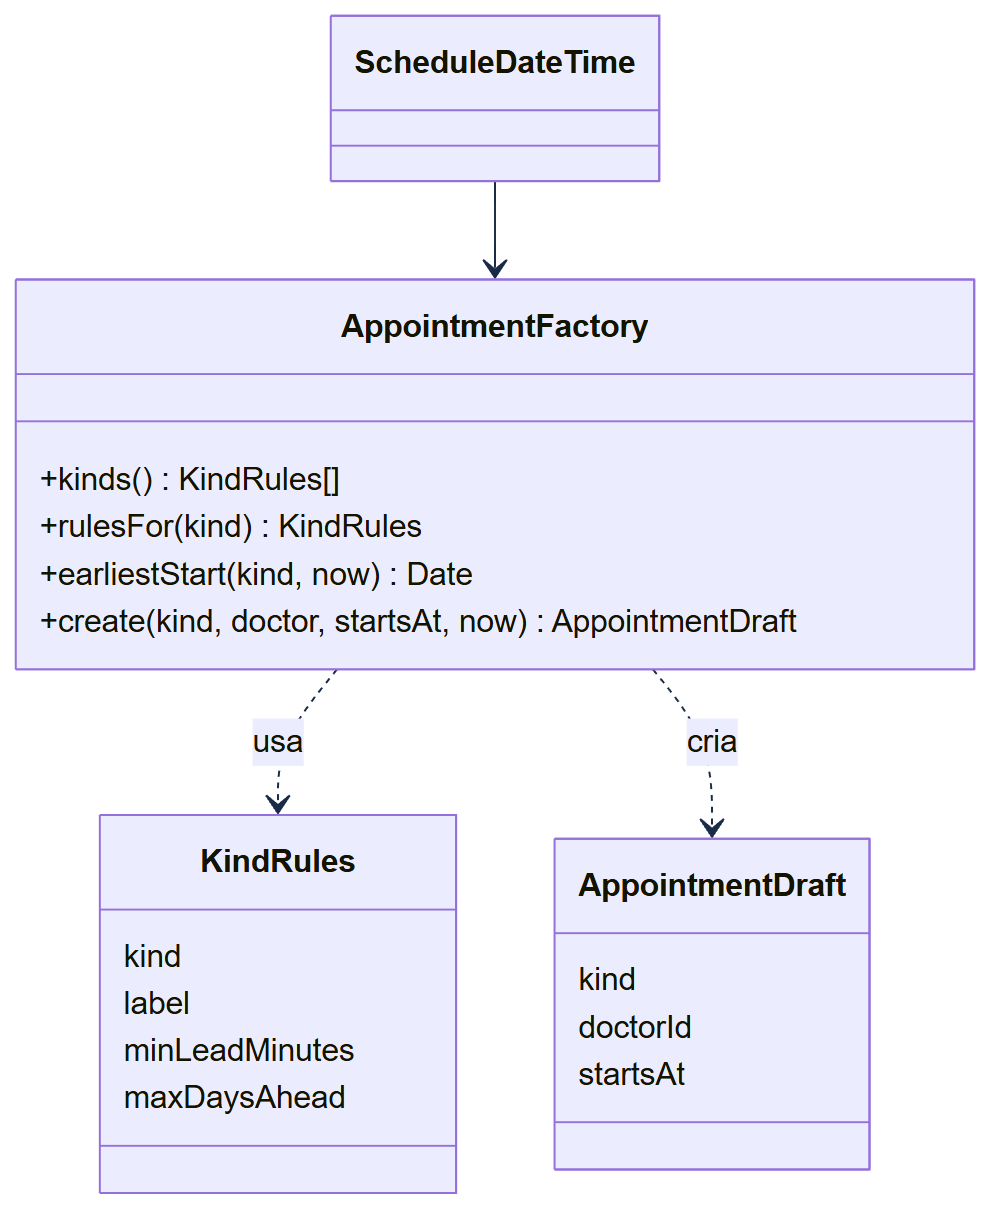 ScheduleDateTime
AppointmentFactory
+kinds() : KindRules[]
+rulesFor(kind) : KindRules
+earliestStart(kind, now) : Date
+create(kind, doctor, startsAt, now) : AppointmentDraft
usa
cria
KindRules
kind
label
minLeadMinutes
maxDaysAhead
AppointmentDraft
kind
doctorId
startsAt